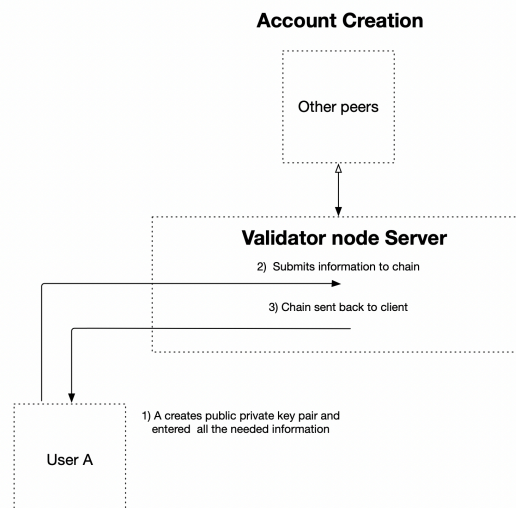 Account Creation
Other peers
Validator node Server
2) Submits information to chain
3) Chain sent back to client
1) A creates public private key pair and
entered all the needed information
User A